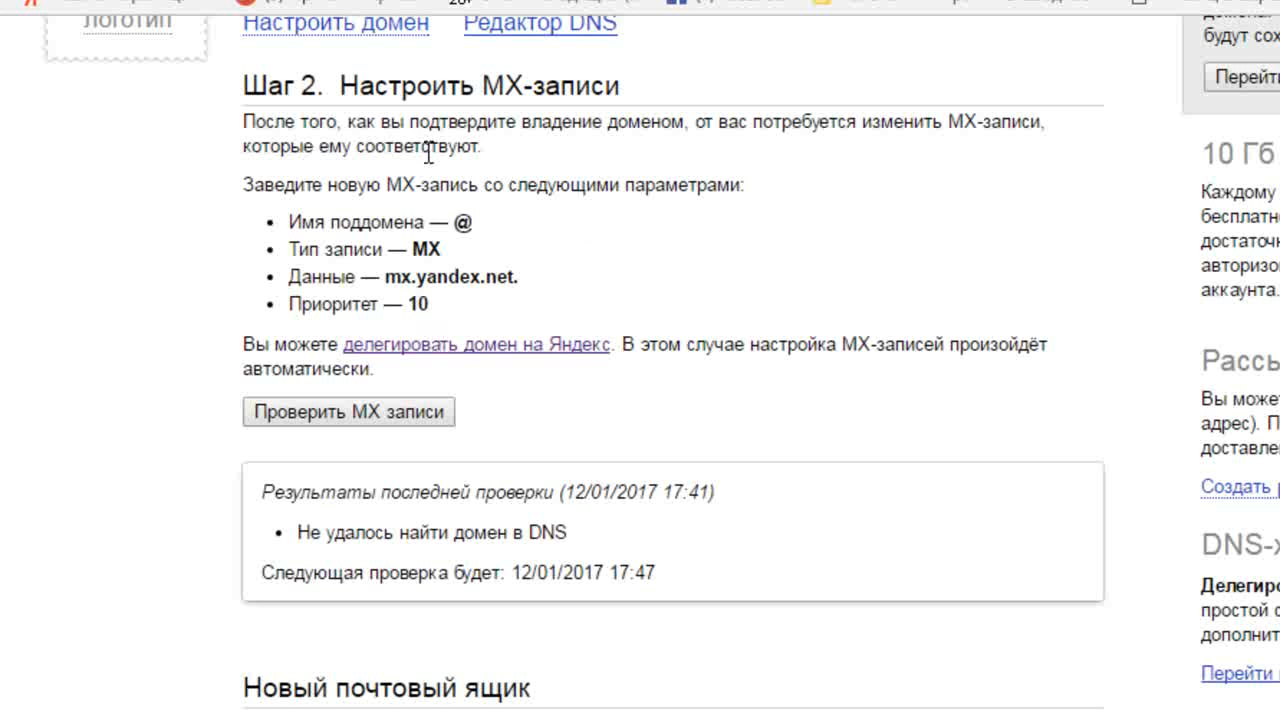 логотип
Настроить домен
Редактор DNS
Шаг 2. Настроить MX-записи
После того, как вы подтвердите владение доменом, от вас потребуется изменить MX-записи,
которые ему соответствуют.
Заведите новую MX-запись со следующими параметрами:
• Имя поддомена — @
• Тип записи — MX
• Данные — mx.yandex.net.
• Приоритет — 10
Вы можете делегировать домен на Яндекс. В этом случае настройка MX-записей произойдёт
автоматически.
Проверить MX записи
Результаты последней проверки (12/01/2017 17:41)
• Не удалось найти домен в DNS
Следующая проверка будет: 12/01/2017 17:47
Новый почтовый ящик
будут сох
Перейти
10 Гб
Каждому
бесплатн
достаточн
авторизо
аккаунта.
Рассы
Вы может
адрес). П
доставле
Создать
DNS-х
Делегиро
простой с
дополнит
Перейти